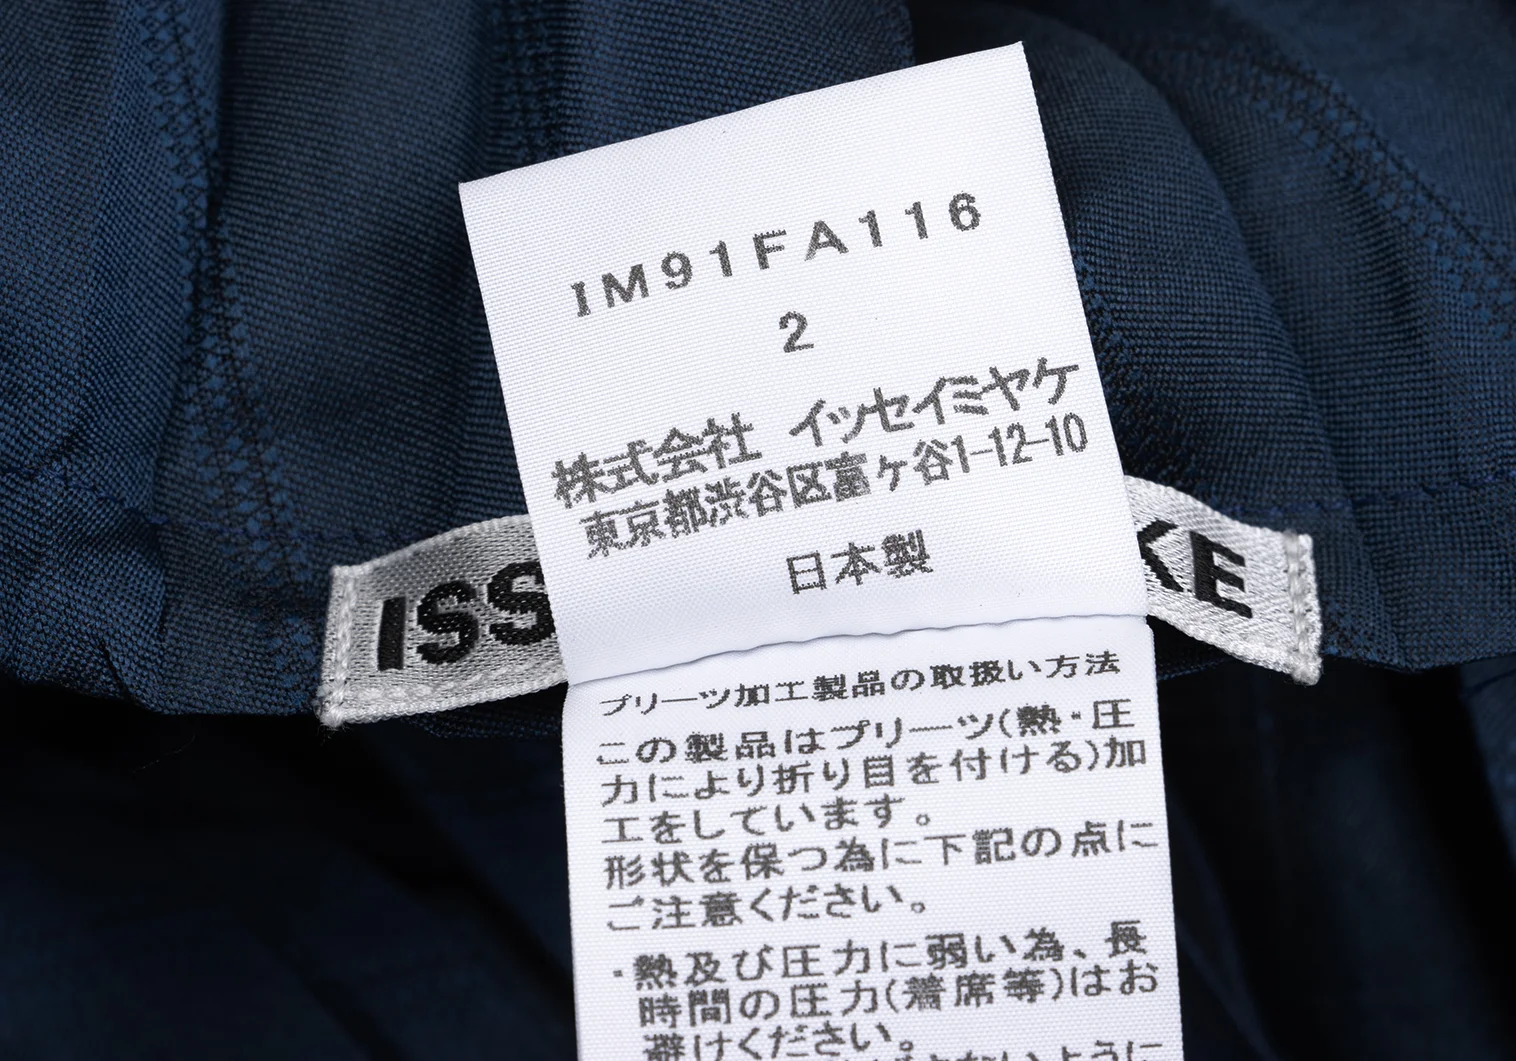 IM91FA116
2
株式会社 イッセイミヤケ
東京都渋谷区富ヶ谷1-12-10
日本製
ISS KE
プリーツ加工製品の取扱い方法
この製品はプリーツ(熱・圧
力により折り目を付ける)加
工をしています。
形状を保つ為に下記の点に
ご注意ください。
・熱及び圧力に弱い為、長
時間の圧力(着席等)はお
避けください。
ように